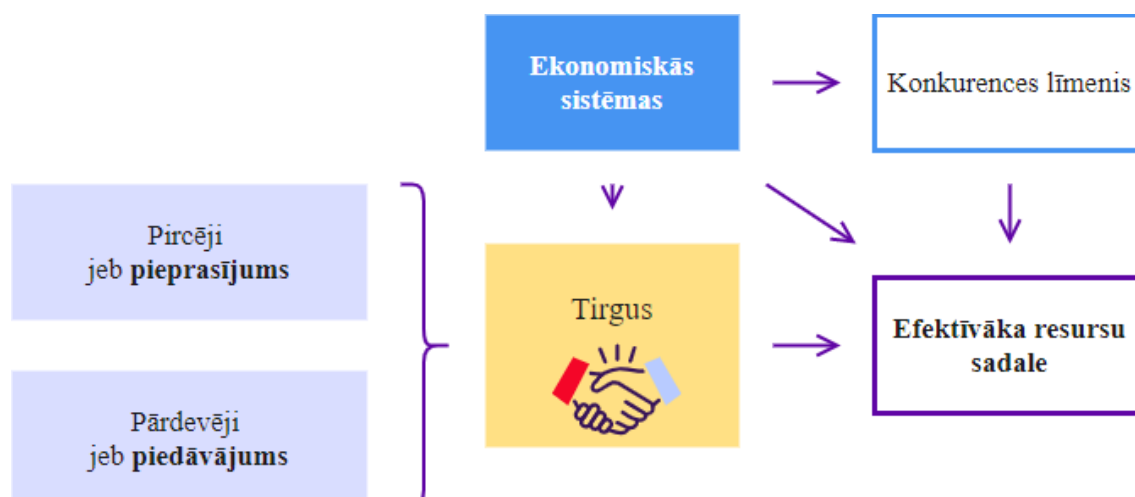 Ekonomiskās
sistēmas
Konkurences līmenis
Pircēji
jeb pieprasījums
Tirgus
Efektīvāka resursu
sadale
Pārdevēji
jeb piedāvājums